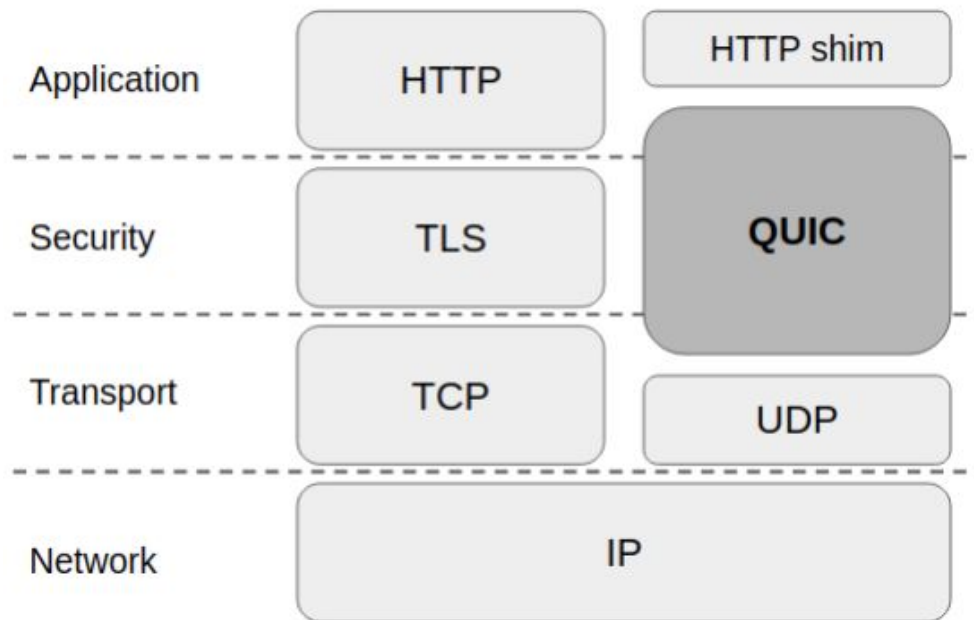 Application
HTTP
HTTP shim
Security
TLS
QUIC
Transport
TCP
UDP
Network
IP